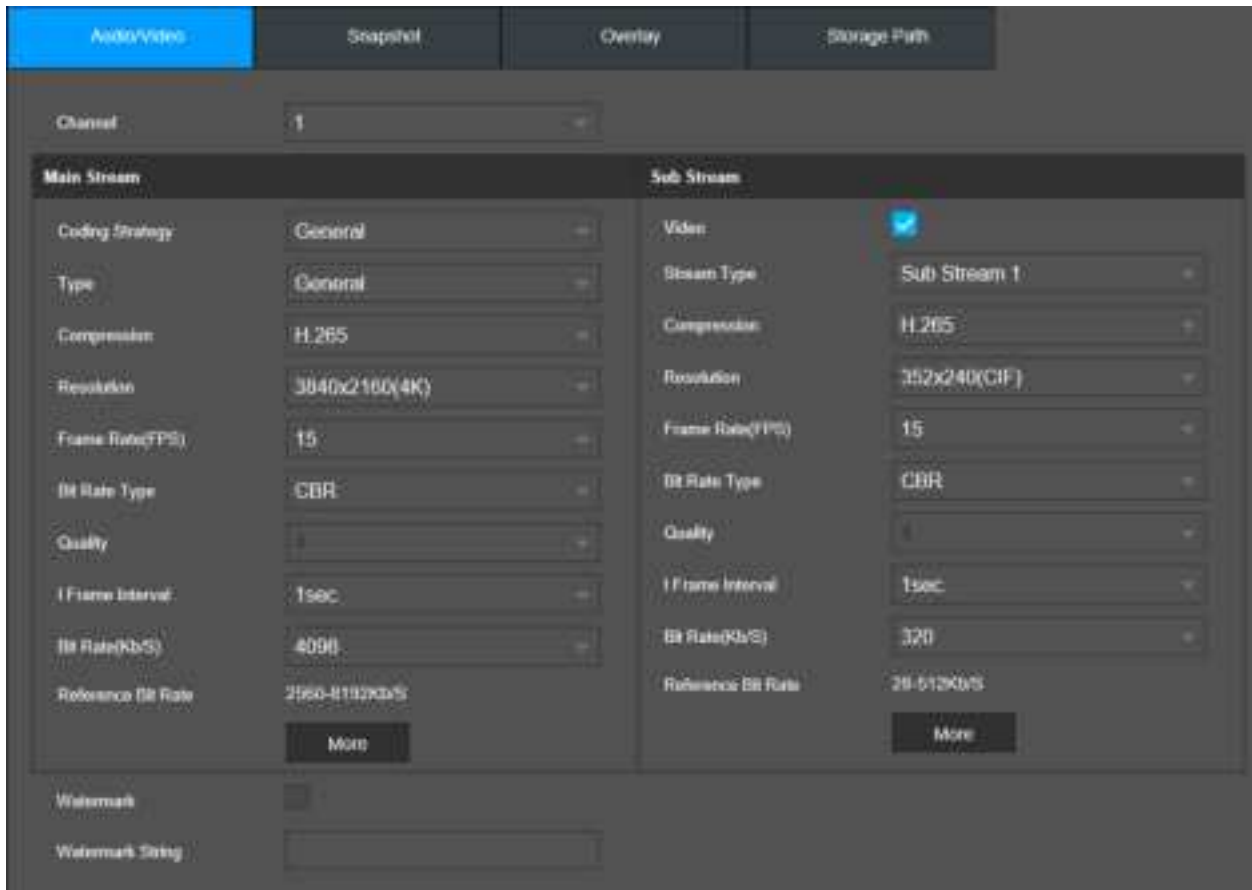 Audio/Video Snapshot Overlay Storage Path
Channel 1
Main Stream
Coding Strategy General
Type General
Compression H.265
Resolution 3840x2160(4K)
Frame Rate(FPS) 15
Bit Rate Type CBR
Quality
I Frame Interval 1sec.
Bit Rate(Kb/S) 4096
Reference Bit Rate 2560-8192Kb/S
More
Sub Stream
Video
Stream Type Sub Stream 1
Compression H.265
Resolution 352x240(CIF)
Frame Rate(FPS) 15
Bit Rate Type CBR
Quality
I Frame Interval 1sec.
Bit Rate(Kb/S) 320
Reference Bit Rate 26-512Kb/S
More
Watermark
Watermark String